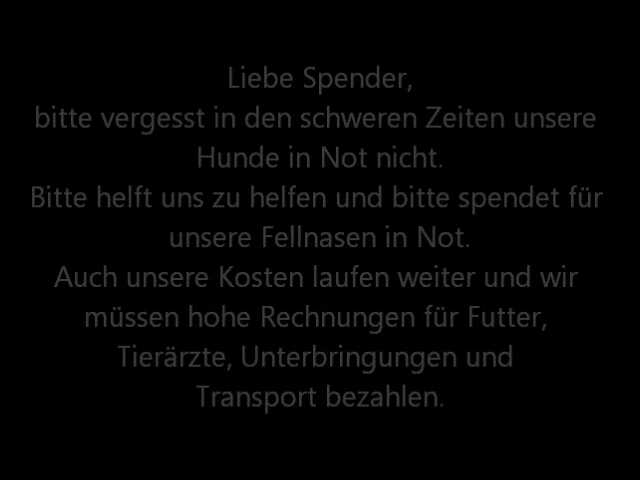 Liebe Spender,
bitte vergesst in den schweren Zeiten unsere
Hunde in Not nicht.
Bitte helft uns zu helfen und bitte spendet für
unsere Fellnasen in Not.
Auch unsere Kosten laufen weiter und wir
müssen hohe Rechnungen für Futter,
Tierärzte, Unterbringungen und
Transport bezahlen.